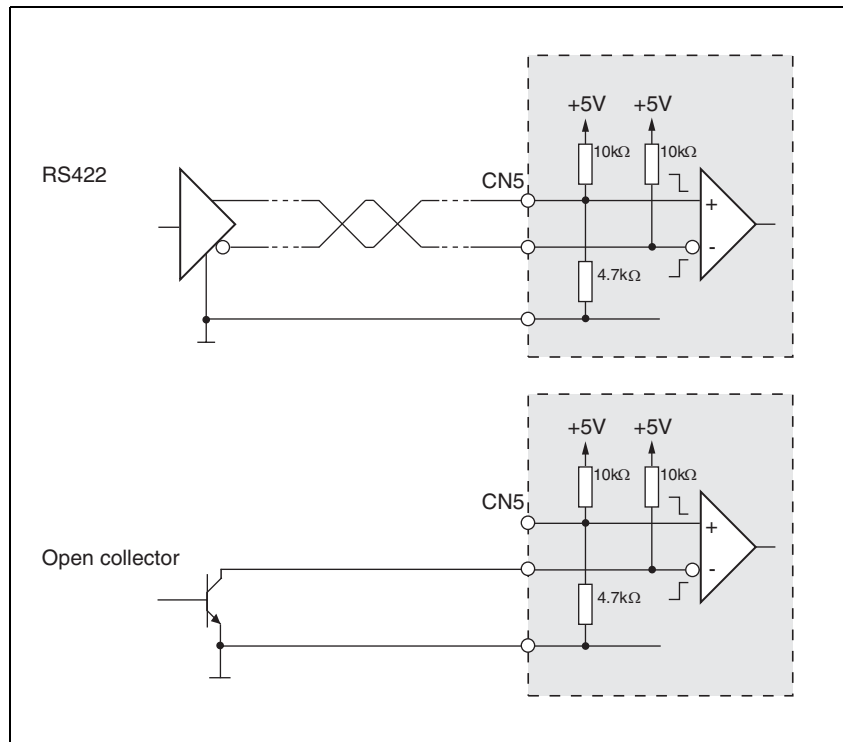 +5V +5V
10kΩ 10kΩ
RS422
CN5
+
-
4.7kΩ
+5V +5V
10kΩ 10kΩ
CN5
+
Open collector
-
4.7kΩ